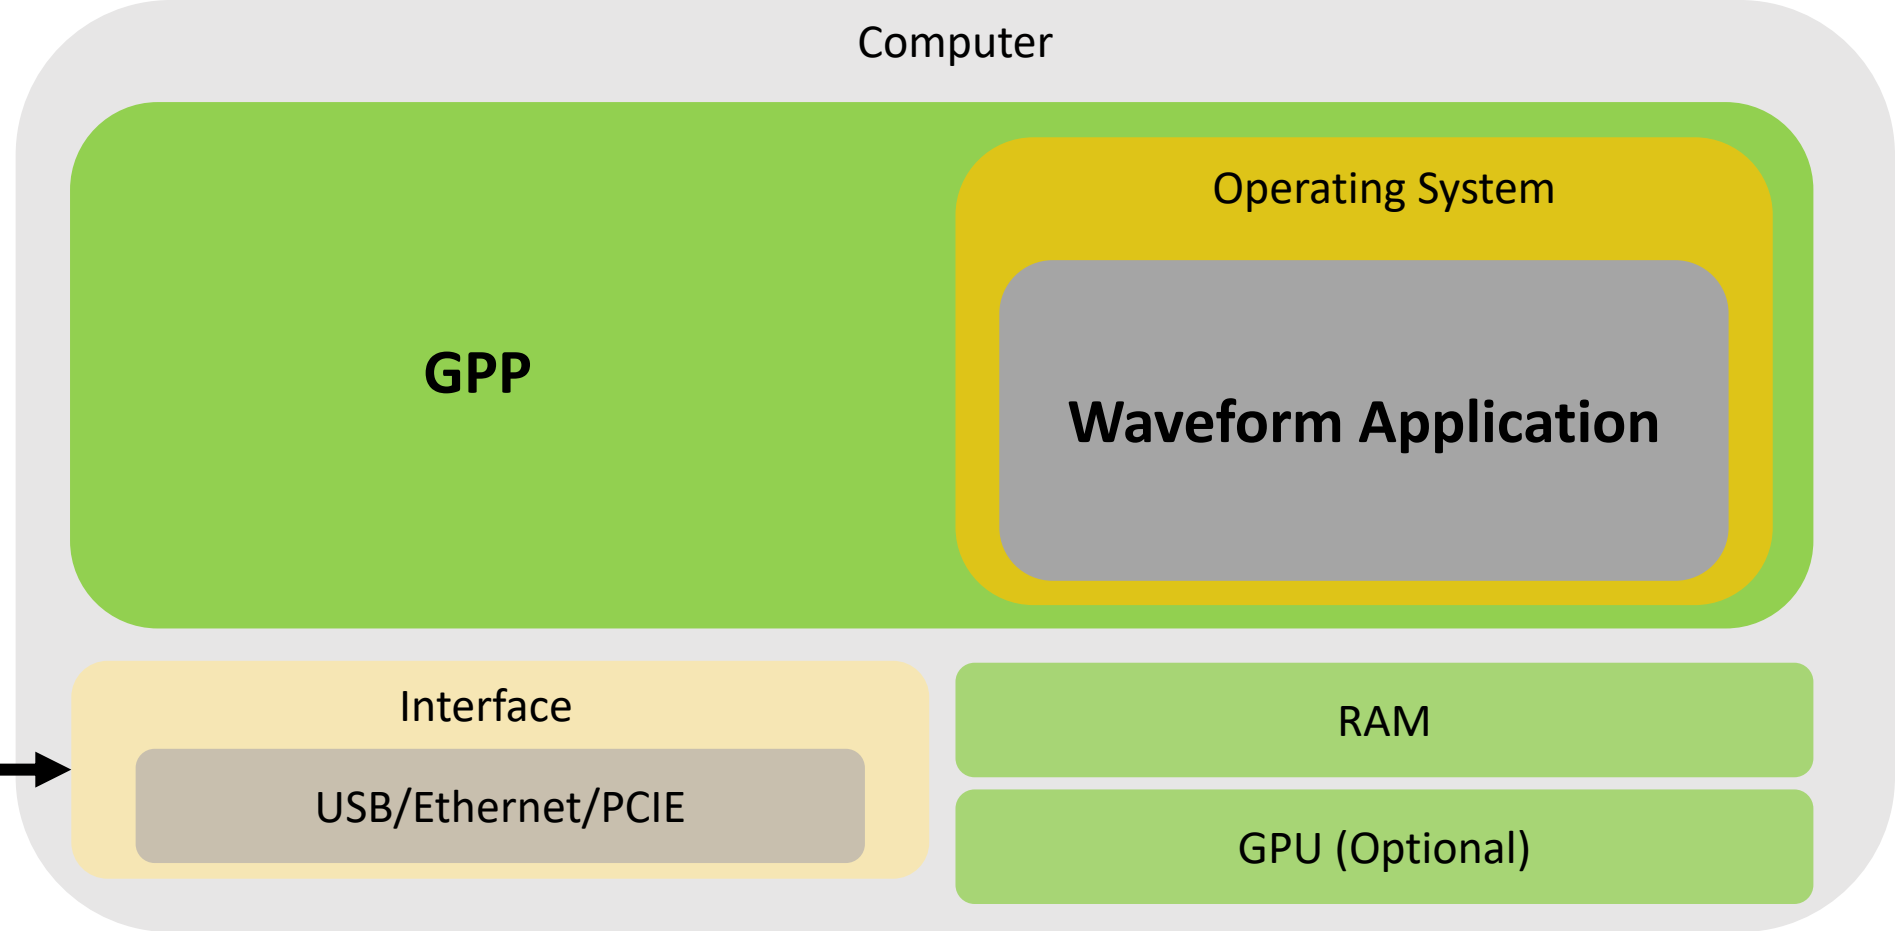 Computer
GPP
Operating System
Waveform Application
Interface
USB/Ethernet/PCIE
RAM
GPU (Optional)